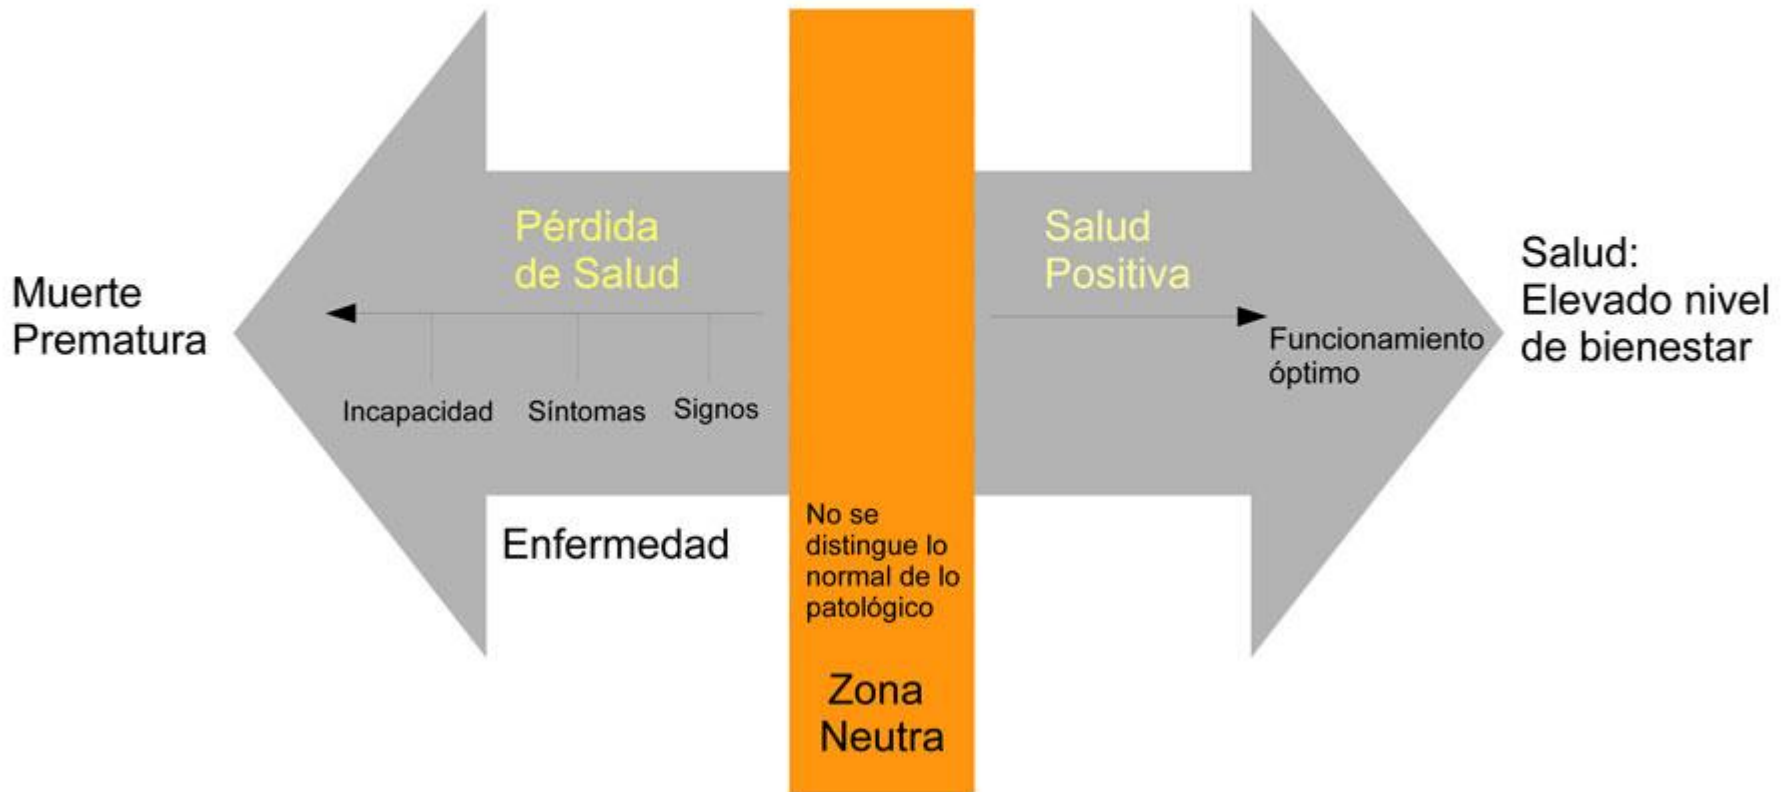 Muerte
Prematura
Pérdida
de Salud
Incapacidad
Síntomas
Signos
Enfermedad
No se
distingue lo
normal de lo
patológico
Zona
Neutra
Salud
Positiva
Funcionamiento
óptimo
Salud:
Elevado nivel
de bienestar